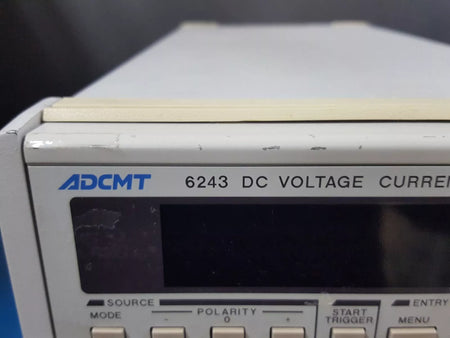 ADCMT 6243 DC VOLTAGE CURREN
SOURCE ENTRY
MODE POLARITY START TRIGGER MENU
- 0 +